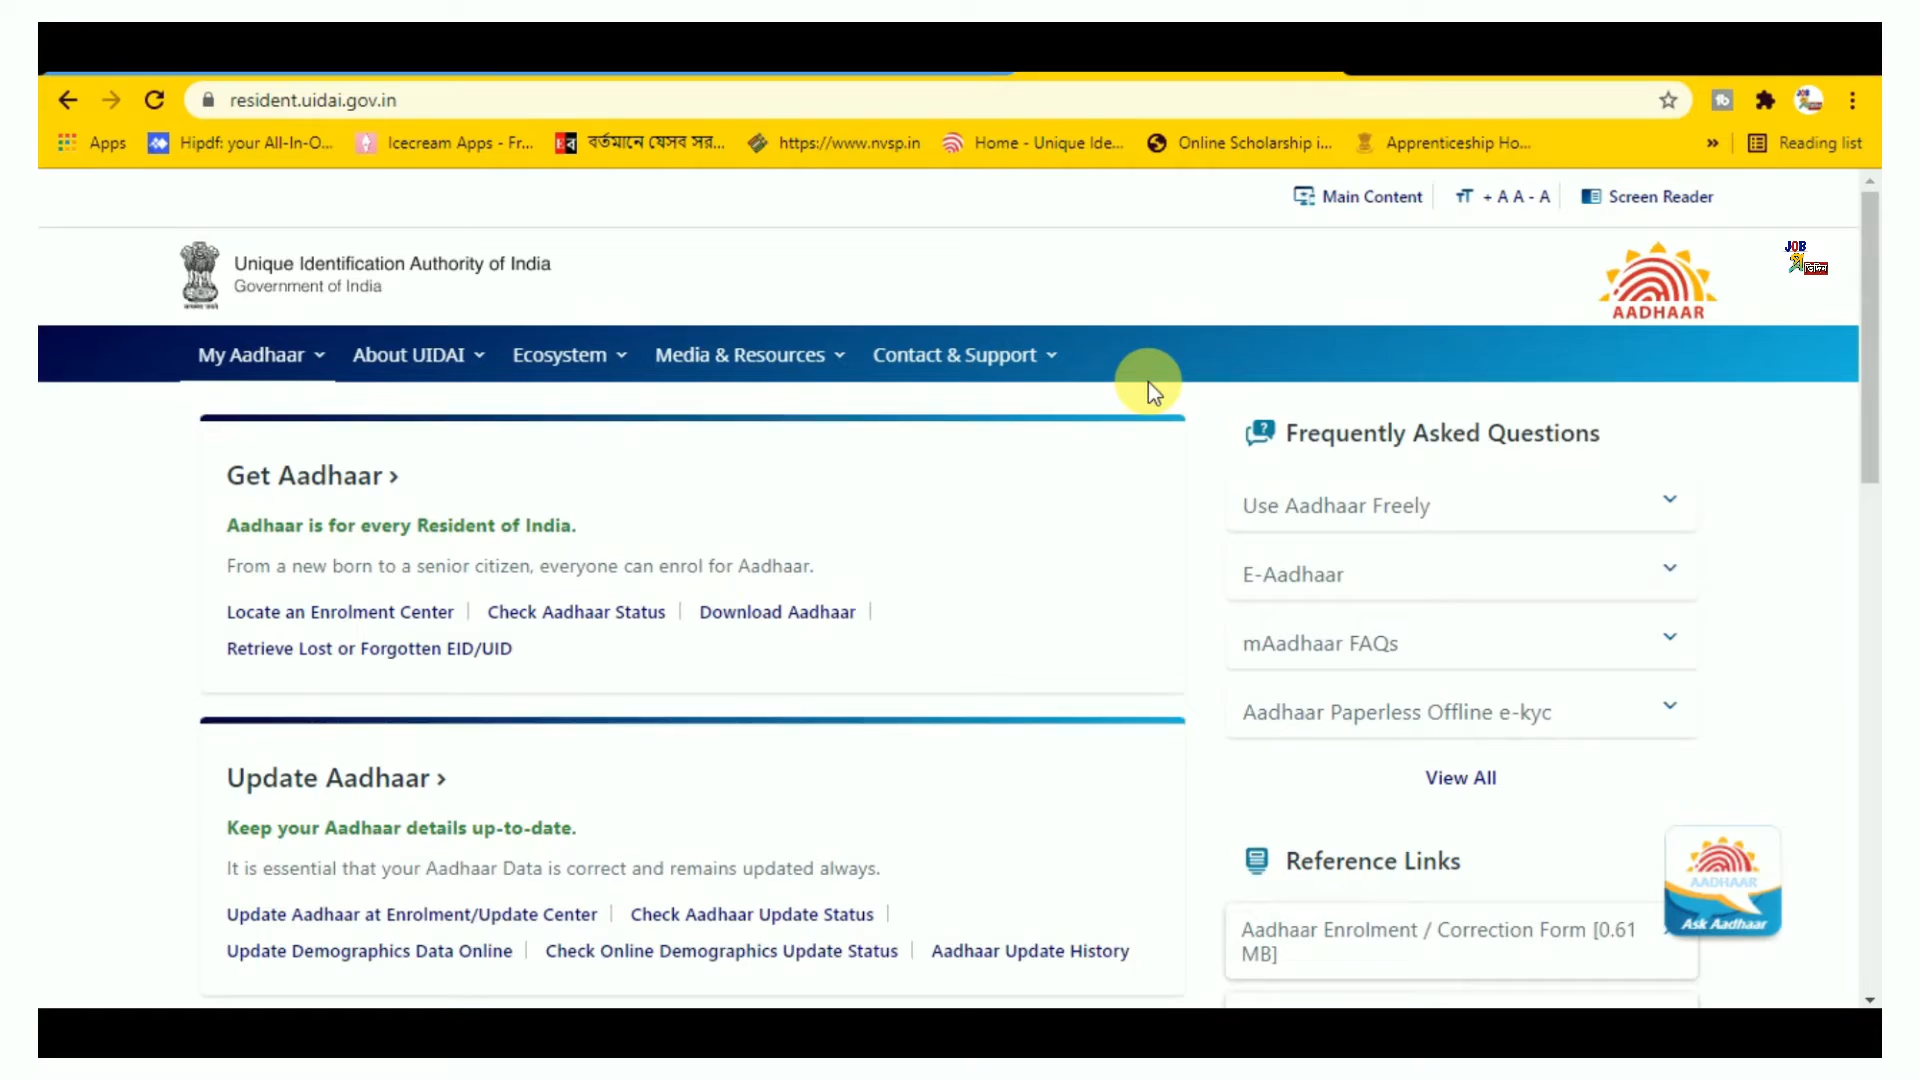 resident.uidai.gov.in
Apps Hipdf: your All-In-O... Icecream Apps - Fr... বর্তমানে যেসব সর... https://www.nvsp.in Home - Unique Ide... Online Scholarship i... Apprenticeship Ho... » Reading list
Main Content TT + A A - A Screen Reader
Unique Identification Authority of India
Government of India
AADHAAR
JOB
My Aadhaar About UIDAI Ecosystem Media & Resources Contact & Support
Get Aadhaar ›
Aadhaar is for every Resident of India.
From a new born to a senior citizen, everyone can enrol for Aadhaar.
Locate an Enrolment Center | Check Aadhaar Status | Download Aadhaar |
Retrieve Lost or Forgotten EID/UID
Update Aadhaar ›
Keep your Aadhaar details up-to-date.
It is essential that your Aadhaar Data is correct and remains updated always.
Update Aadhaar at Enrolment/Update Center | Check Aadhaar Update Status |
Update Demographics Data Online | Check Online Demographics Update Status | Aadhaar Update History
Frequently Asked Questions
Use Aadhaar Freely
E-Aadhaar
mAadhaar FAQs
Aadhaar Paperless Offline e-kyc
View All
Reference Links
Aadhaar Enrolment / Correction Form [0.61
MB]
AADHAAR
Ask Aadhaar